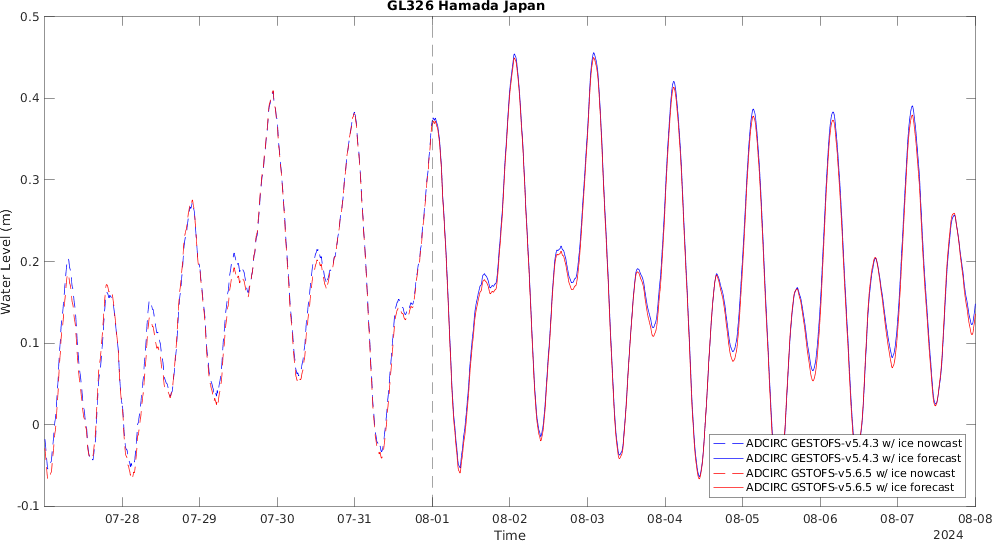 GL326 Hamada Japan
0.5
0.4
0.3
0.2
0.1
0
-0.1
Water Level (m)
ADCIRC GESTOFS-v5.4.3 w/ ice nowcast
ADCIRC GESTOFS-v5.4.3 w/ ice forecast
ADCIRC GSTOFS-v5.6.5 w/ ice nowcast
ADCIRC GSTOFS-v5.6.5 w/ ice forecast
07-28 07-29 07-30 07-31 08-01 08-02 08-03 08-04 08-05 08-06 08-07 08-08
Time
2024